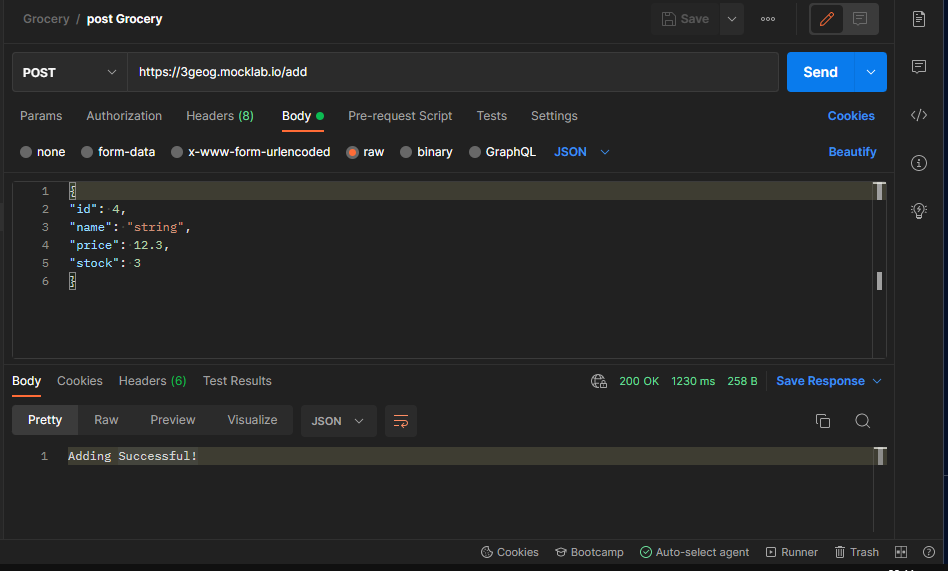 Grocery / post Grocery
Save
POST
https://3geog.mocklab.io/add
Send
Params Authorization Headers (8) Body Pre-request Script Tests Settings Cookies
none form-data x-www-form-urlencoded raw binary GraphQL JSON Beautify
1 {
2 "id": 4,
3 "name": "string",
4 "price": 12.3,
5 "stock": 3
6 }
Body Cookies Headers (6) Test Results 200 OK 1230 ms 258 B Save Response
Pretty Raw Preview Visualize JSON
1 Adding Successful!
Cookies Bootcamp Auto-select agent Runner Trash